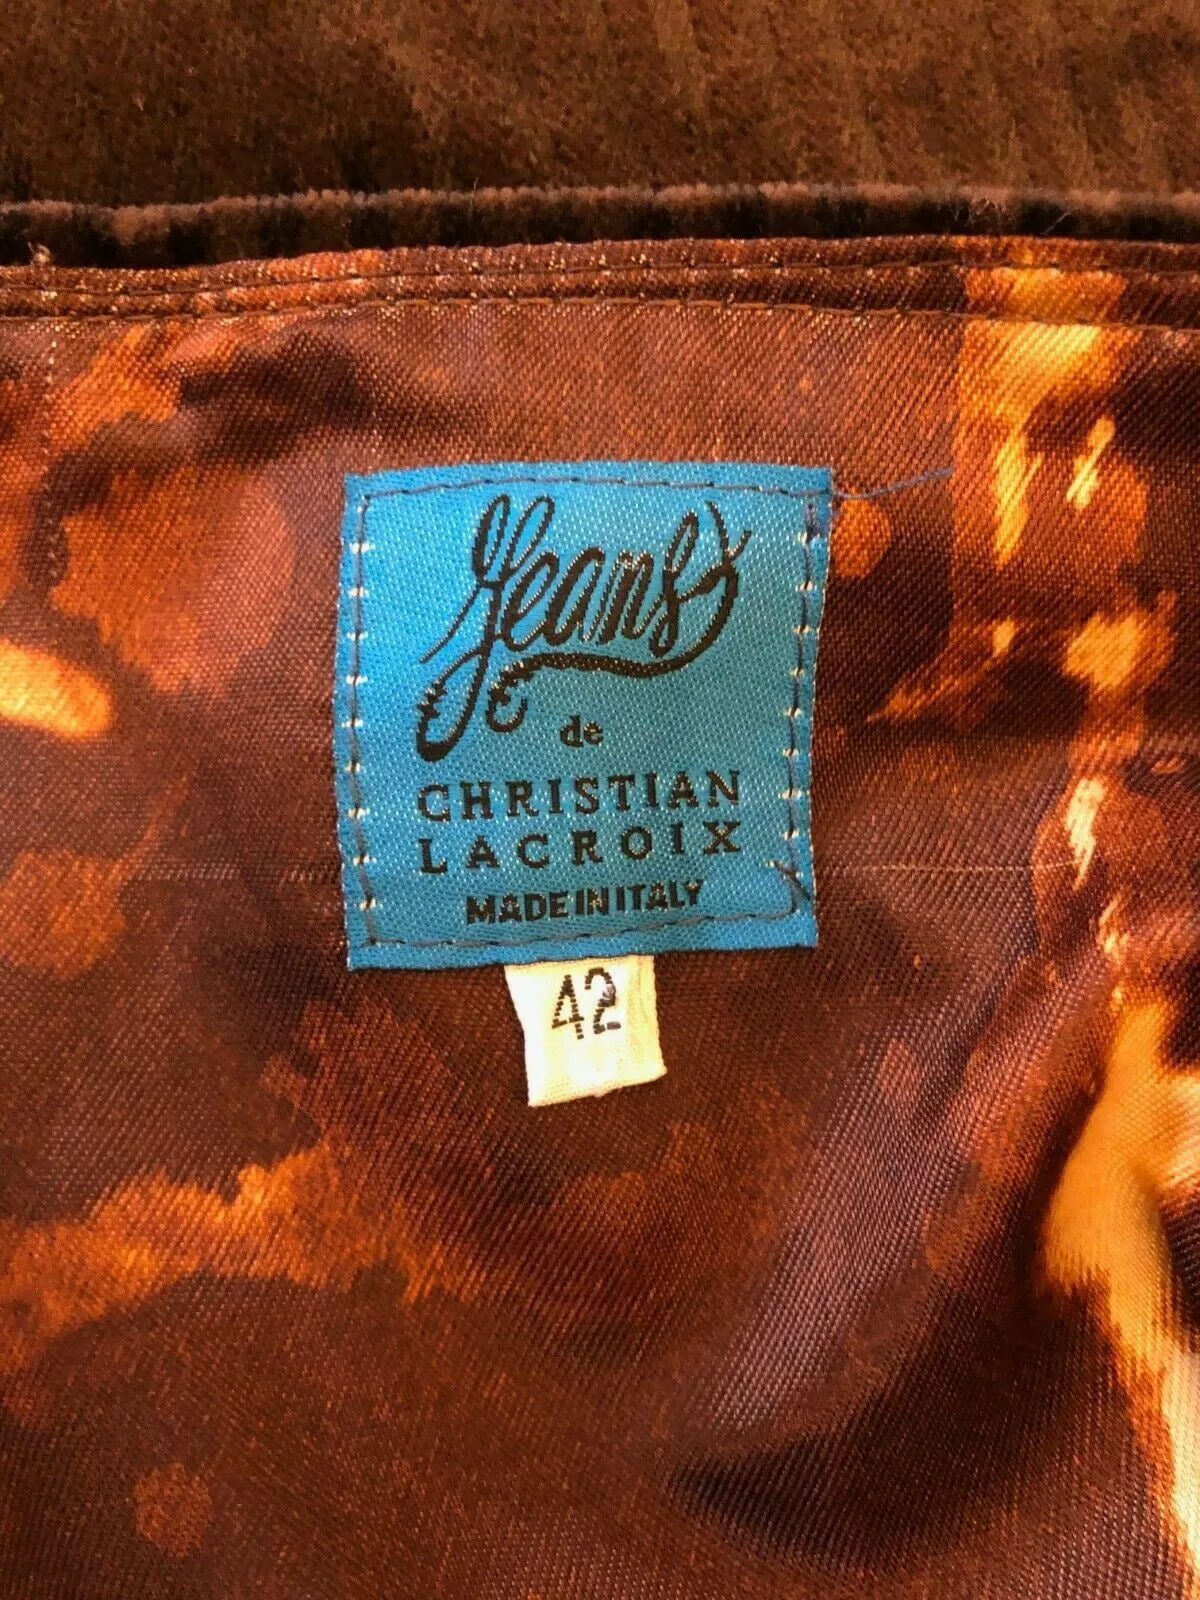 Jeans
de
CHRISTIAN
LACROIX
MADE IN ITALY
42